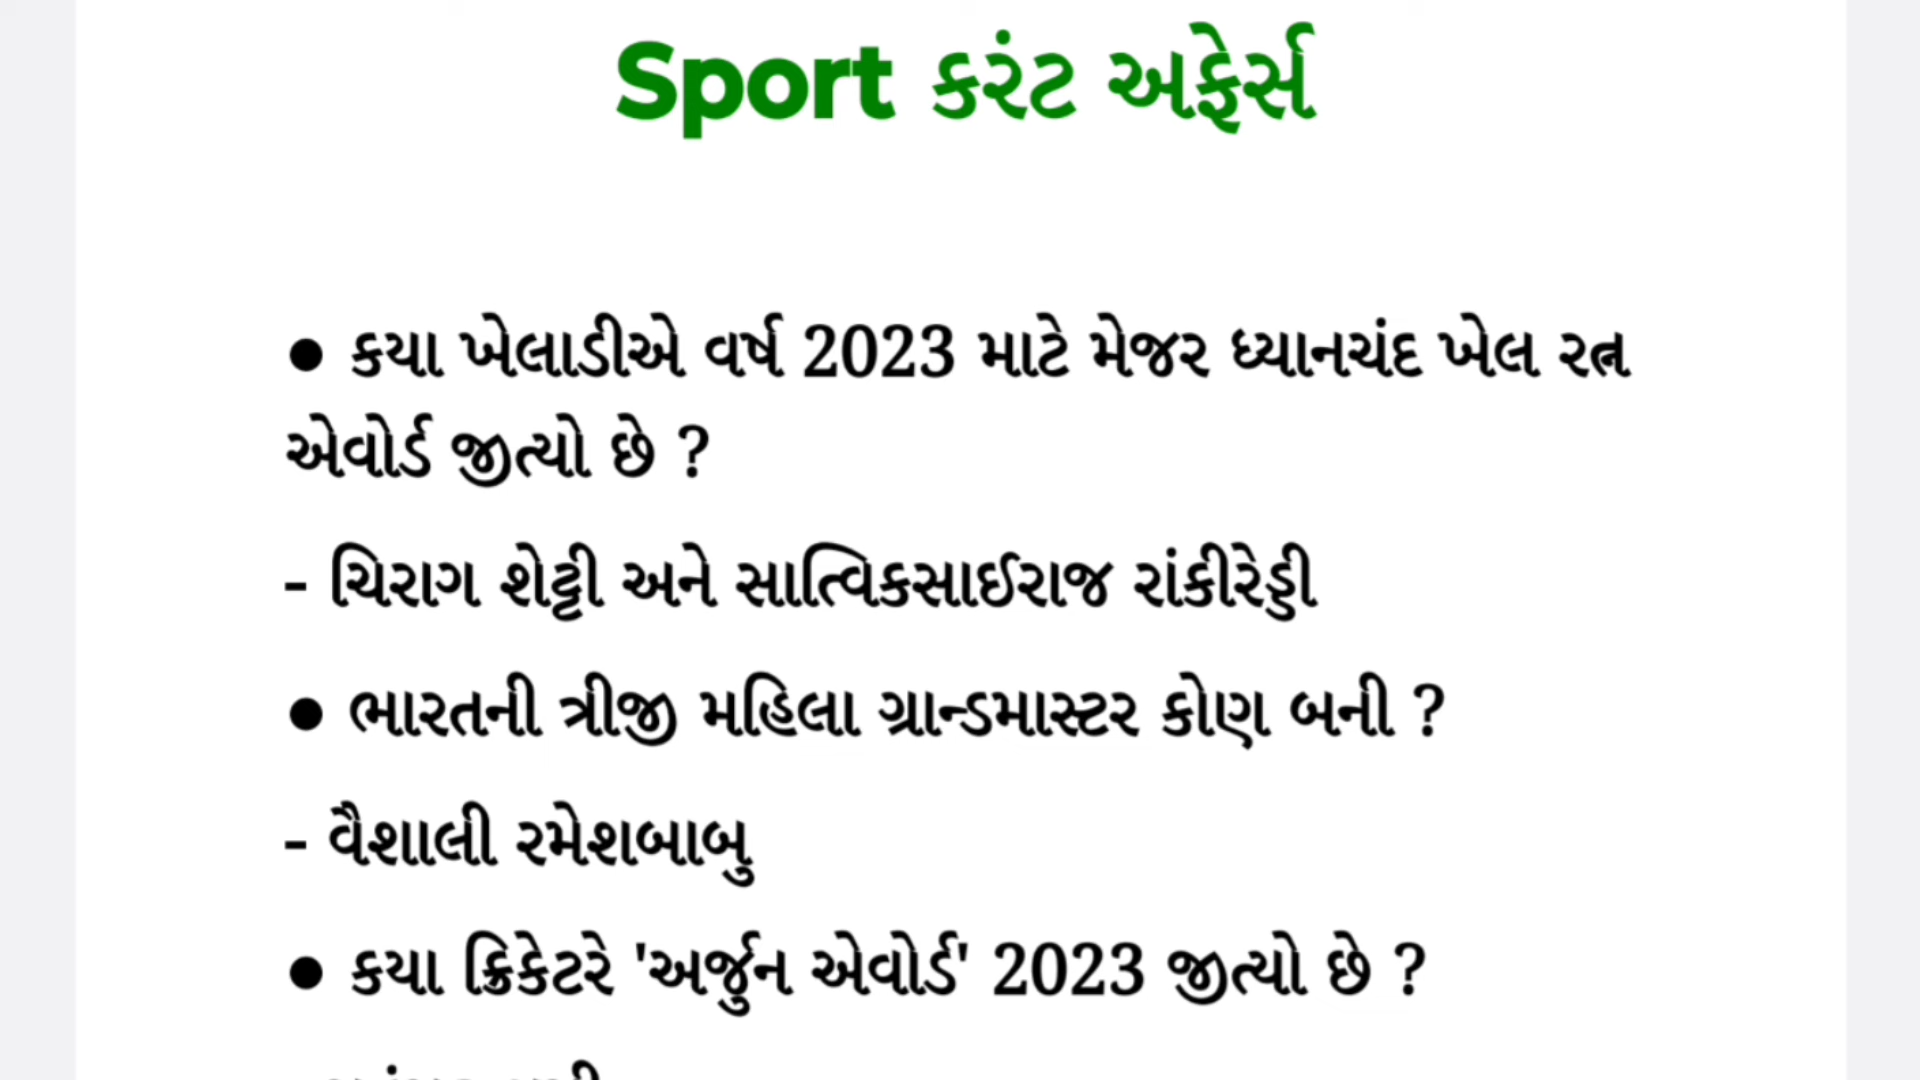 Sport કરંટ અફેર્સ
● કયા ખેલાડીએ વર્ષ 2023 માટે મેજર ધ્યાનચંદ ખેલ રત્ન
એવોર્ડ જીત્યો છે ?
- ચિરાગ શેટ્ટી અને સાત્વિકસાઈરાજ રાંકીરેડ્ડી
● ભારતની ત્રીજી મહિલા ગ્રાન્ડમાસ્ટર કોણ બની ?
- વૈશાલી રમેશબાબુ
● કયા ક્રિકેટરે 'અર્જુન એવોર્ડ' 2023 જીત્યો છે ?